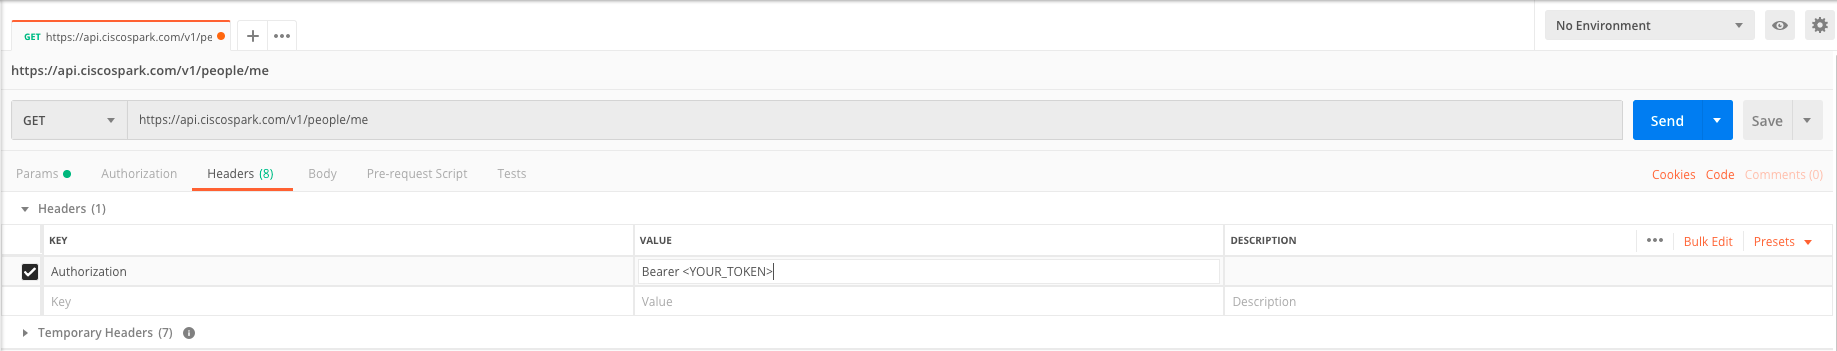 GET https://api.ciscospark.com/v1/pe
No Environment
https://api.ciscospark.com/v1/people/me
GET https://api.ciscospark.com/v1/people/me Send Save
Params Authorization Headers (8) Body Pre-request Script Tests Cookies Code Comments (0)
Headers (1)
KEY VALUE DESCRIPTION Bulk Edit Presets
Authorization Bearer <YOUR_TOKEN>
Key Value Description
Temporary Headers (7)